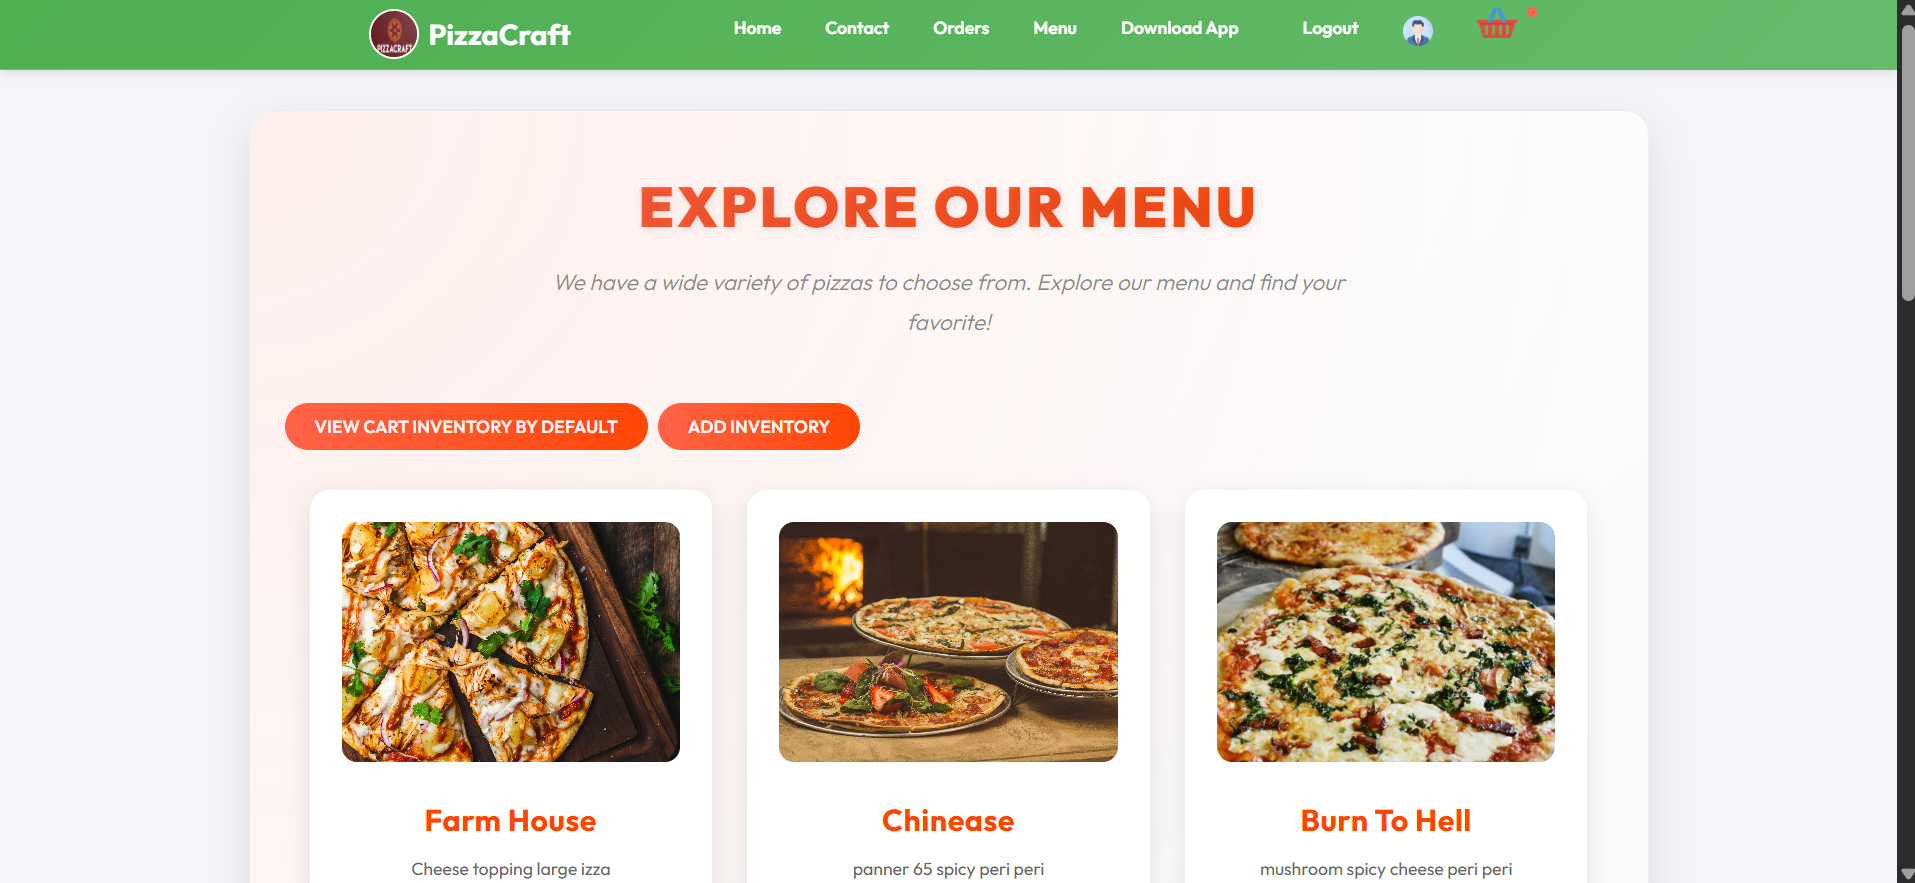 PIZZACRAFT
PizzaCraft
Home
Contact
Orders
Menu
Download App
Logout
EXPLORE OUR MENU
We have a wide variety of pizzas to choose from. Explore our menu and find your
favorite!
VIEW CART INVENTORY BY DEFAULT
ADD INVENTORY
Farm House
Chinease
Burn To Hell
Cheese topping large izza
panner 65 spicy peri peri
mushroom spicy cheese peri peri